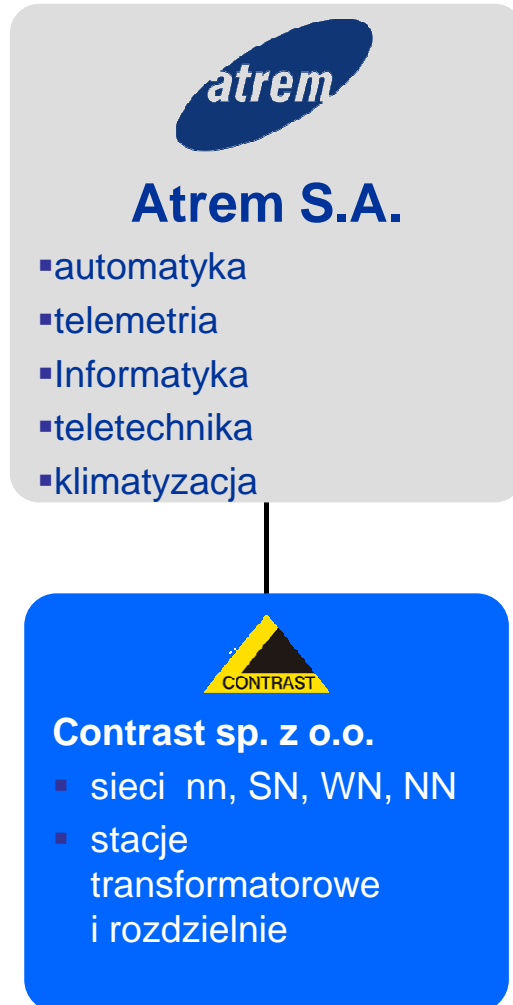 atrem
Atrem S.A.
▪automatyka
▪telemetria
▪Informatyka
▪teletechnika
▪klimatyzacja
CONTRAST
Contrast sp. z o.o.
▪ sieci nn, SN, WN, NN
▪ stacje
transformatorowe
i rozdzielnie